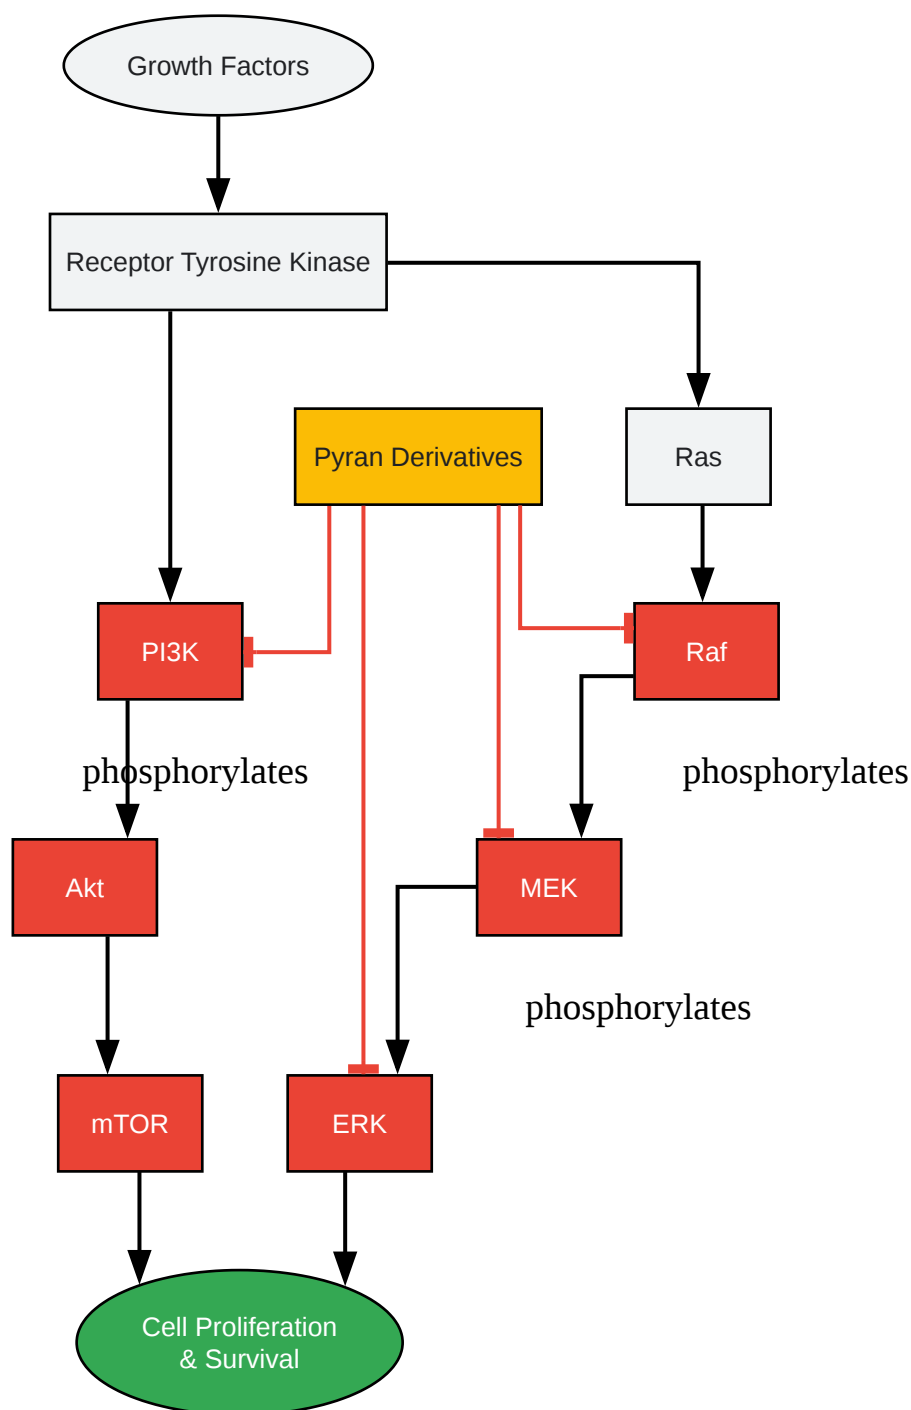 Growth Factors
Receptor Tyrosine Kinase
Pyran Derivatives
Ras
PI3K
Raf
phosphorylates
phosphorylates
Akt
MEK
phosphorylates
mTOR
ERK
Cell Proliferation
& Survival